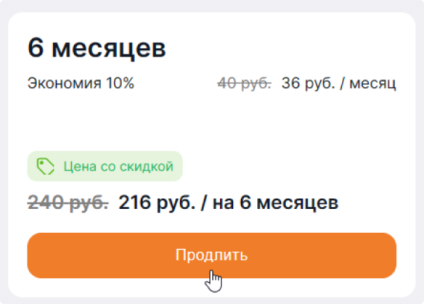 6 месяцев
Экономия 10% 40 руб. 36 руб. / месяц
Цена со скидкой
240 руб. 216 руб. / на 6 месяцев
Продлить